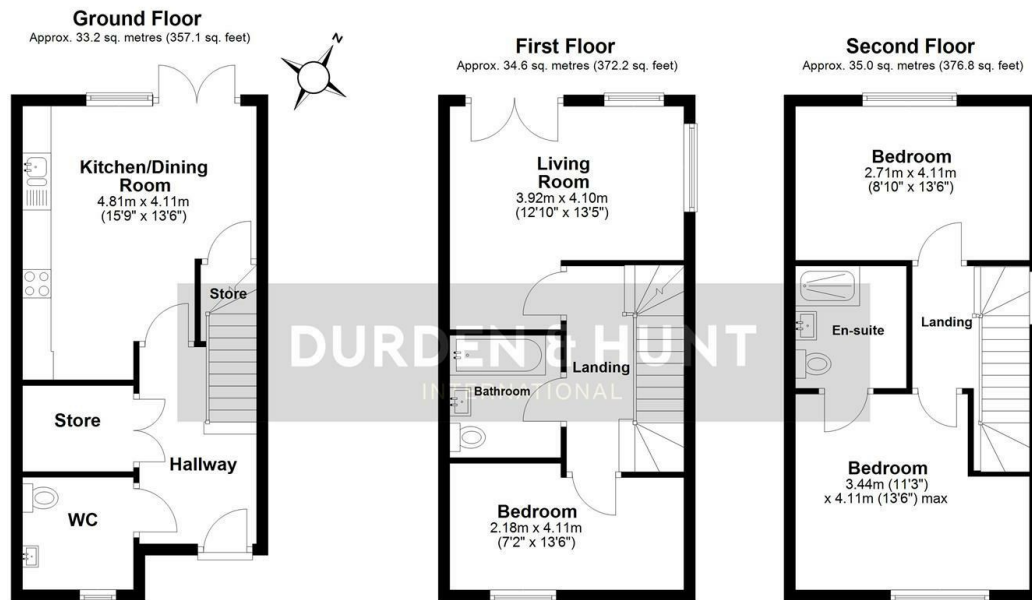 Ground Floor
Approx. 33.2 sq. metres (357.1 sq. feet)
N
Kitchen/Dining
Room
4.81m x 4.11m
(15'9" x 13'6")
Store
Store
Hallway
WC
First Floor
Approx. 34.6 sq. metres (372.2 sq. feet)
Living
Room
3.92m x 4.10m
(12'10" x 13'5")
Landing
Bathroom
Bedroom
2.18m x 4.11m
(7'2" x 13'6")
Second Floor
Approx. 35.0 sq. metres (376.8 sq. feet)
Bedroom
2.71m x 4.11m
(8'10" x 13'6")
En-suite
Landing
Bedroom
3.44m (11'3")
x 4.11m (13'6") max
DURDEN & HUNT
INTERNATIONAL